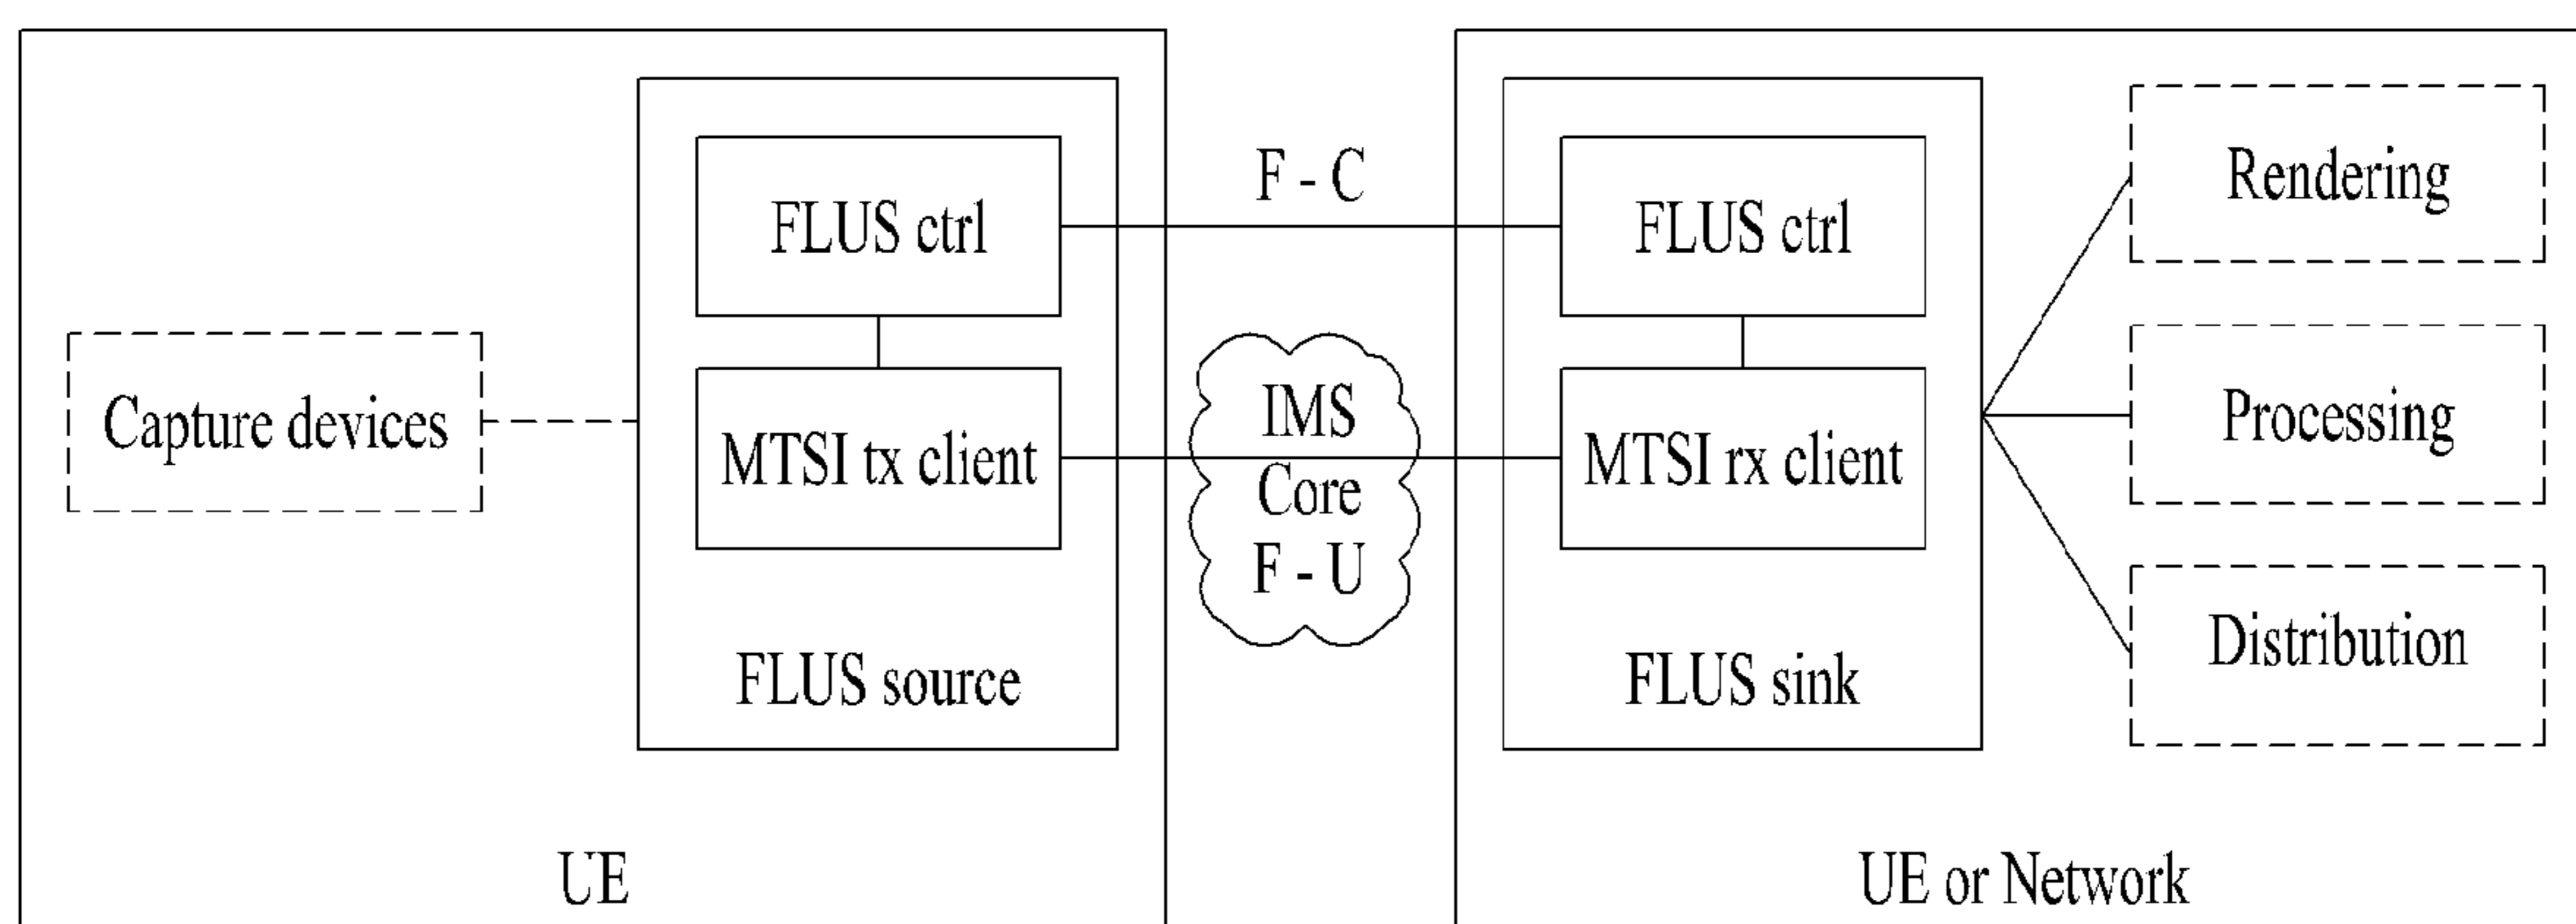 Capture devices
FLUS ctrl
MTSI tx client
FLUS source
UE
F - C
IMS
Core
F - U
FLUS ctrl
MTSI rx client
FLUS sink
Rendering
Processing
Distribution
UE or Network